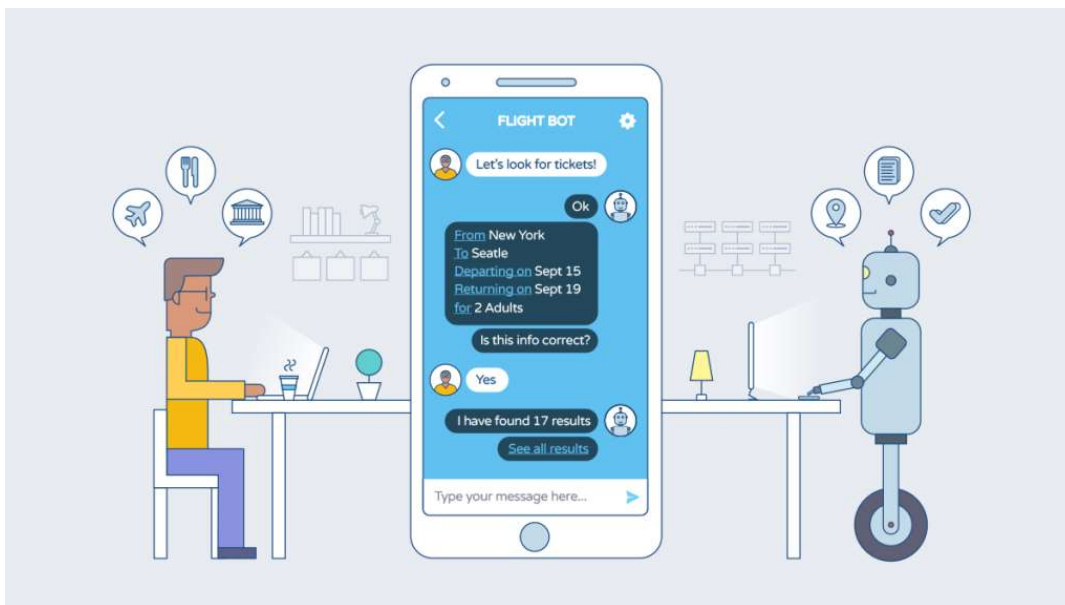 FLIGHT BOT
Let's look for tickets!
Ok
From New York
To Seatle
Departing on Sept 15
Returning on Sept 19
for 2 Adults
Is this info correct?
Yes
I have found 17 results
See all results
Type your message here...